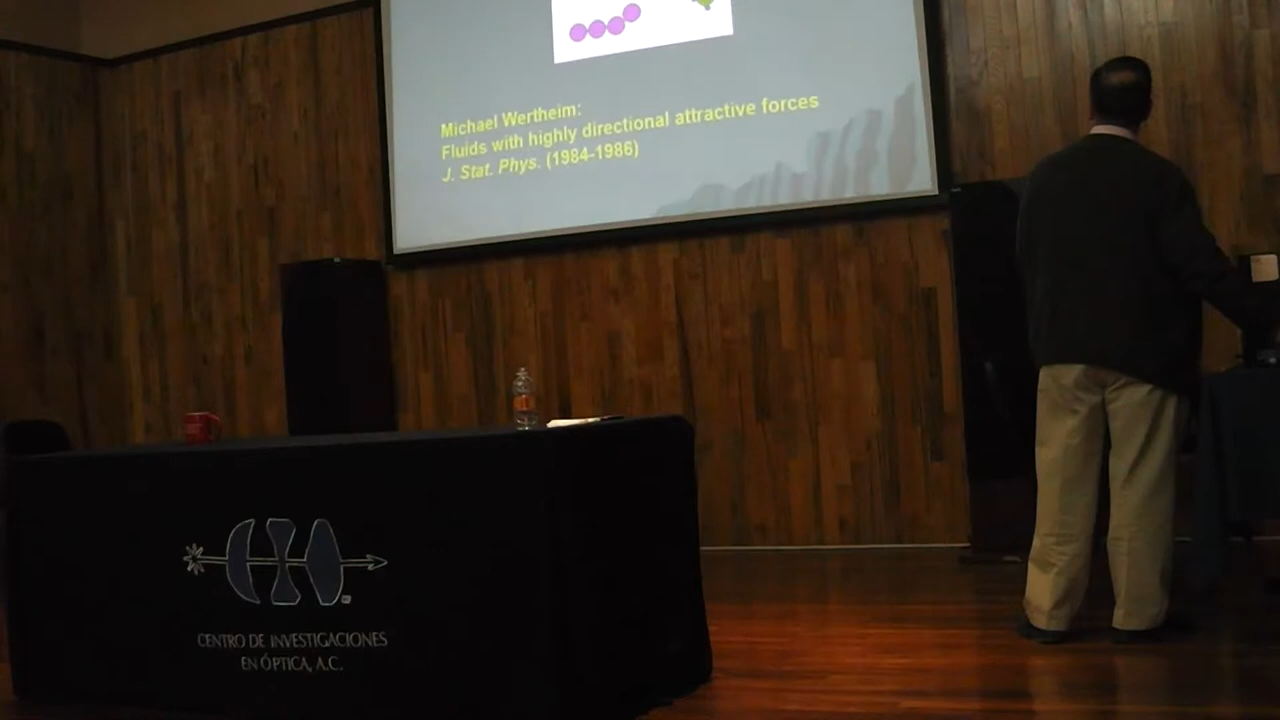 Michael Wertheim:
Fluids with highly directional attractive forces
J. Stat. Phys. (1984-1986)
CENTRO DE INVESTIGACIONES
EN ÓPTICA, A.C.